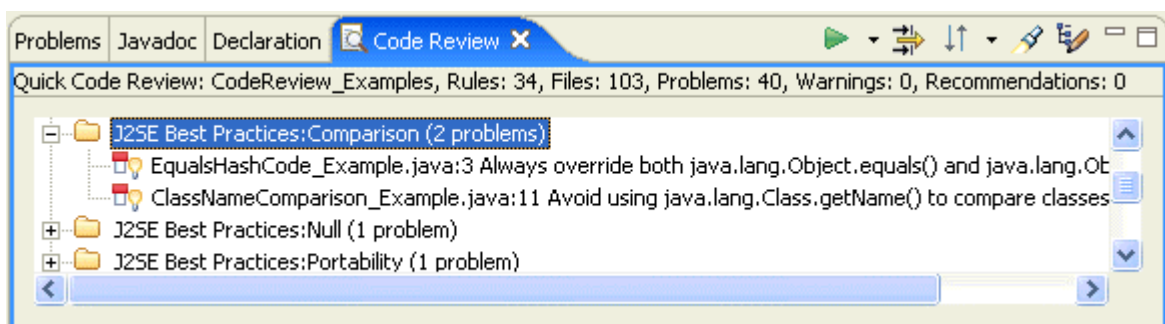 Problems Javadoc Declaration Code Review
Quick Code Review: CodeReview_Examples, Rules: 34, Files: 103, Problems: 40, Warnings: 0, Recommendations: 0
J2SE Best Practices:Comparison (2 problems)
EqualsHashCode_Example.java:3 Always override both java.lang.Object.equals() and java.lang.Ob
ClassNameComparison_Example.java:11 Avoid using java.lang.Class.getName() to compare classes
J2SE Best Practices:Null (1 problem)
J2SE Best Practices:Portability (1 problem)